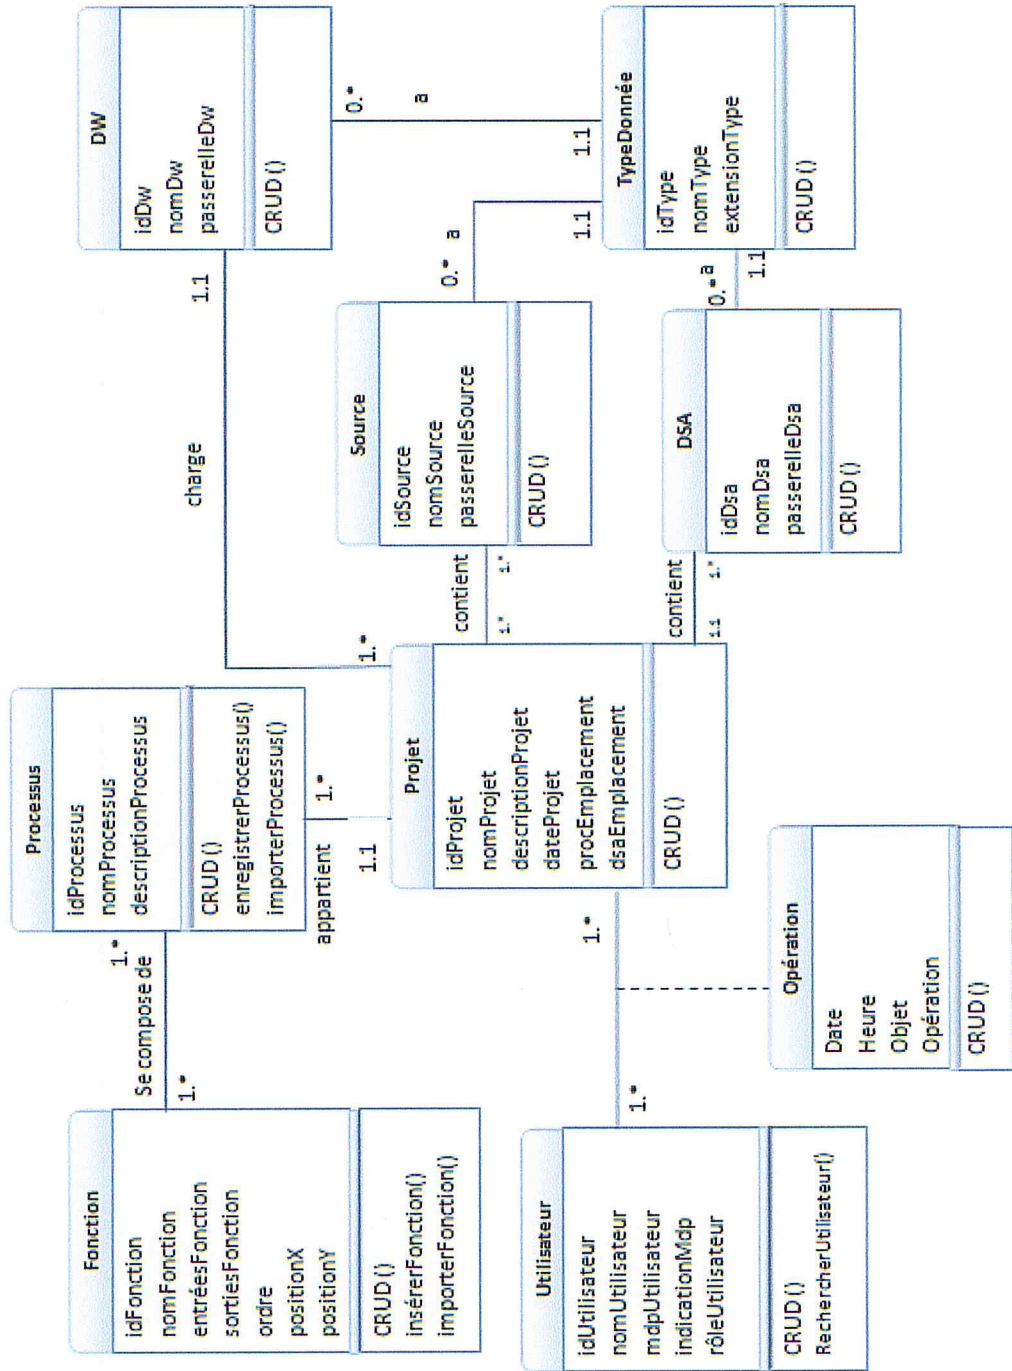 Fonction
idFonction
nomFonction
entréesFonction
sortiesFonction
ordre
positionX
positionY
CRUD()
insérerFonction()
importerFonction()
Se compose de
1.*
1.*
Processus
idProcessus
nomProcessus
descriptionProcessus
CRUD()
enregistrerProcessus()
importerProcessus()
appartient
1.*
1.1
charge
1.1
1.*
DW
idDw
nomDw
passerelleDw
CRUD()
0.*
a
1.1
Utilisateur
idUtilisateur
nomUtilisateur
mdpUtilisateur
indicationMdp
rôleUtilisateur
CRUD()
RechercherUtilisateur()
1.*
1.*
Projet
idProjet
nomProjet
descriptionProjet
dateProjet
procEmplacement
dsaEmplacement
CRUD()
contient
1.*
1.*
Source
idSource
nomSource
passerelleSource
CRUD()
0.*
a
1.1
TypeDonnée
idType
nomType
extensionType
CRUD()
Opération
Date
Heure
Objet
Opération
CRUD()
contient
1.1
1.*
DSA
idDsa
nomDsa
passerelleDsa
CRUD()
0.*
a
1.1